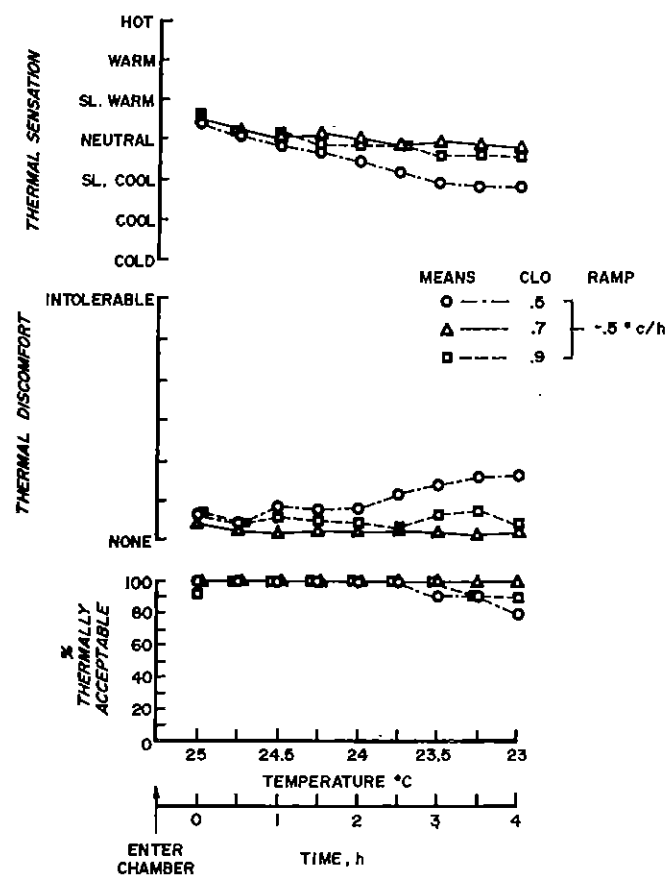 THERMAL SENSATION
HOT
WARM
SL. WARM
NEUTRAL
SL. COOL
COOL
COLD
MEANS CLO RAMP
.5
.7 -.5 °c/h
.9
THERMAL DISCOMFORT
INTOLERABLE
NONE
% THERMALLY ACCEPTABLE
100
80
60
40
20
0
25 24.5 24 23.5 23
TEMPERATURE °C
0 1 2 3 4
ENTER
CHAMBER
TIME, h